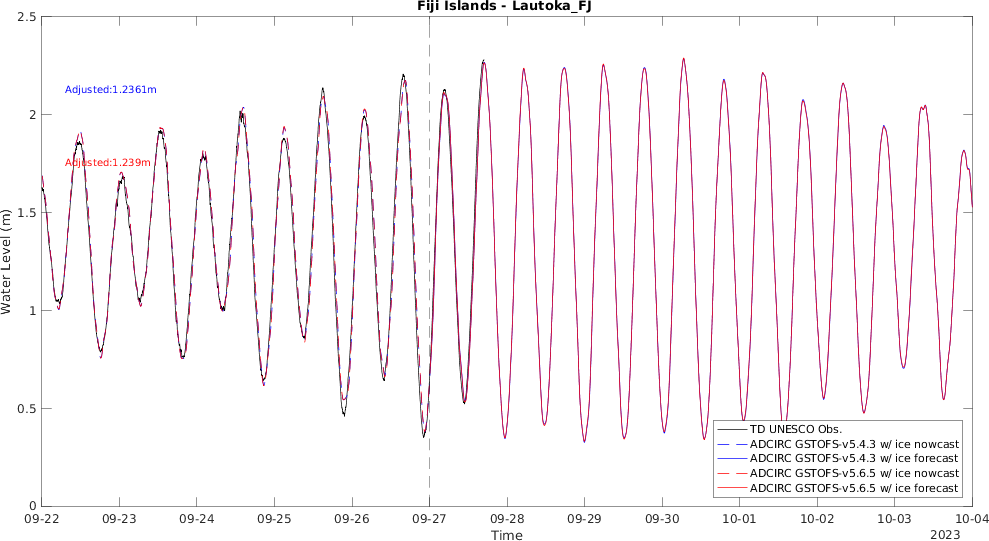 Fiji Islands - Lautoka_FJ
2.5
2
1.5
1
0.5
0
Water Level (m)
Adjusted:1.2361m
Adjusted:1.239m
TD UNESCO Obs.
ADCIRC GSTOFS-v5.4.3 w/ ice nowcast
ADCIRC GSTOFS-v5.4.3 w/ ice forecast
ADCIRC GSTOFS-v5.6.5 w/ ice nowcast
ADCIRC GSTOFS-v5.6.5 w/ ice forecast
09-22 09-23 09-24 09-25 09-26 09-27 09-28 09-29 09-30 10-01 10-02 10-03 10-04
Time
2023